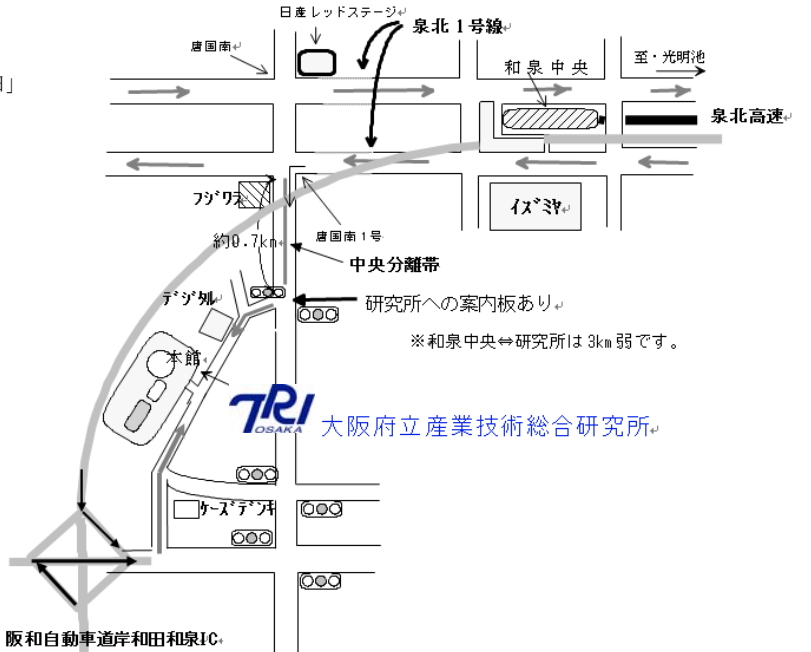 日産レッドステージ
泉北1号線
唐国南
和泉中央
至・光明池
」
泉北高速
フジワラ
イズミヤ
唐国南1号
約0.7km
中央分離帯
デジタル
研究所への案内板あり
※和泉中央⇔研究所は3km弱です。
本館
TRI
OSAKA
大阪府立産業技術総合研究所
ケーズデンキ
阪和自動車道岸和田和泉IC